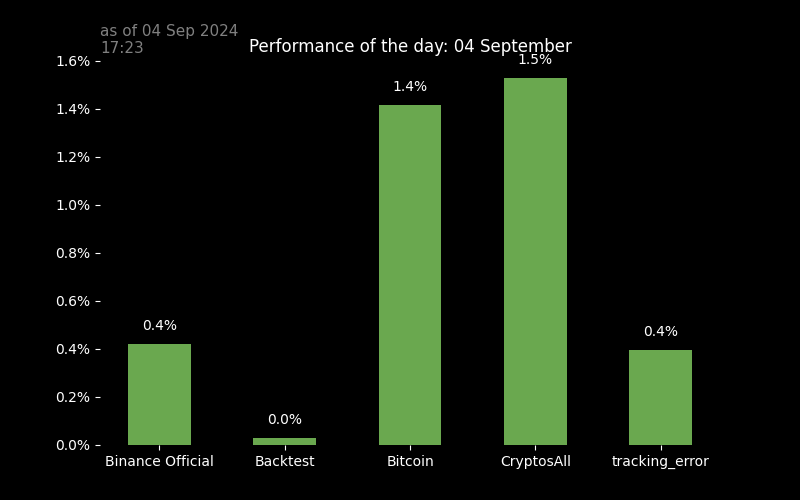 as of 04 Sep 2024
17:23
Performance of the day: 04 September
1.6%
1.4%
1.2%
1.0%
0.8%
0.6%
0.4%
0.2%
0.0%
0.4%
0.0%
1.4%
1.5%
0.4%
Binance Official
Backtest
Bitcoin
CryptosAll
tracking_error